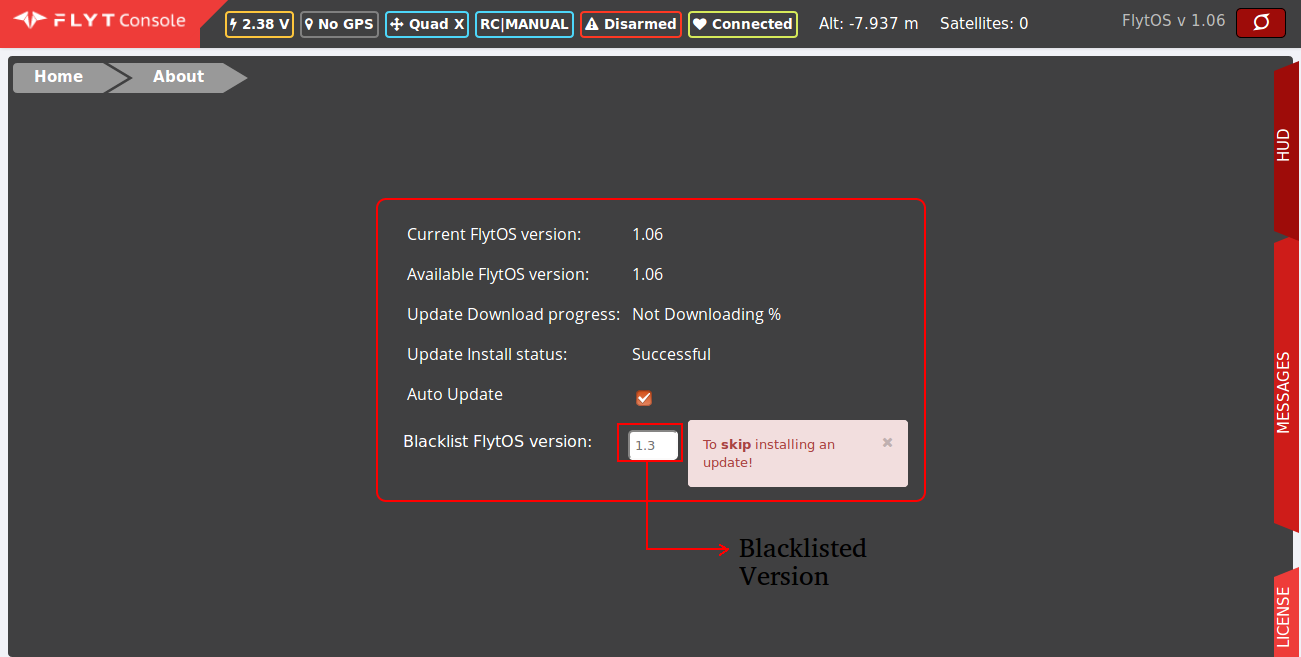 FLYT Console
2.38 V
No GPS
Quad X
RC|MANUAL
Disarmed
Connected
Alt: -7.937 m
Satellites: 0
FlytOS v 1.06
Home
About
HUD
MESSAGES
LICENSE
Current FlytOS version: 1.06
Available FlytOS version: 1.06
Update Download progress: Not Downloading %
Update Install status: Successful
Auto Update
Blacklist FlytOS version: 1.3
To skip installing an
update!
×
Blacklisted
Version